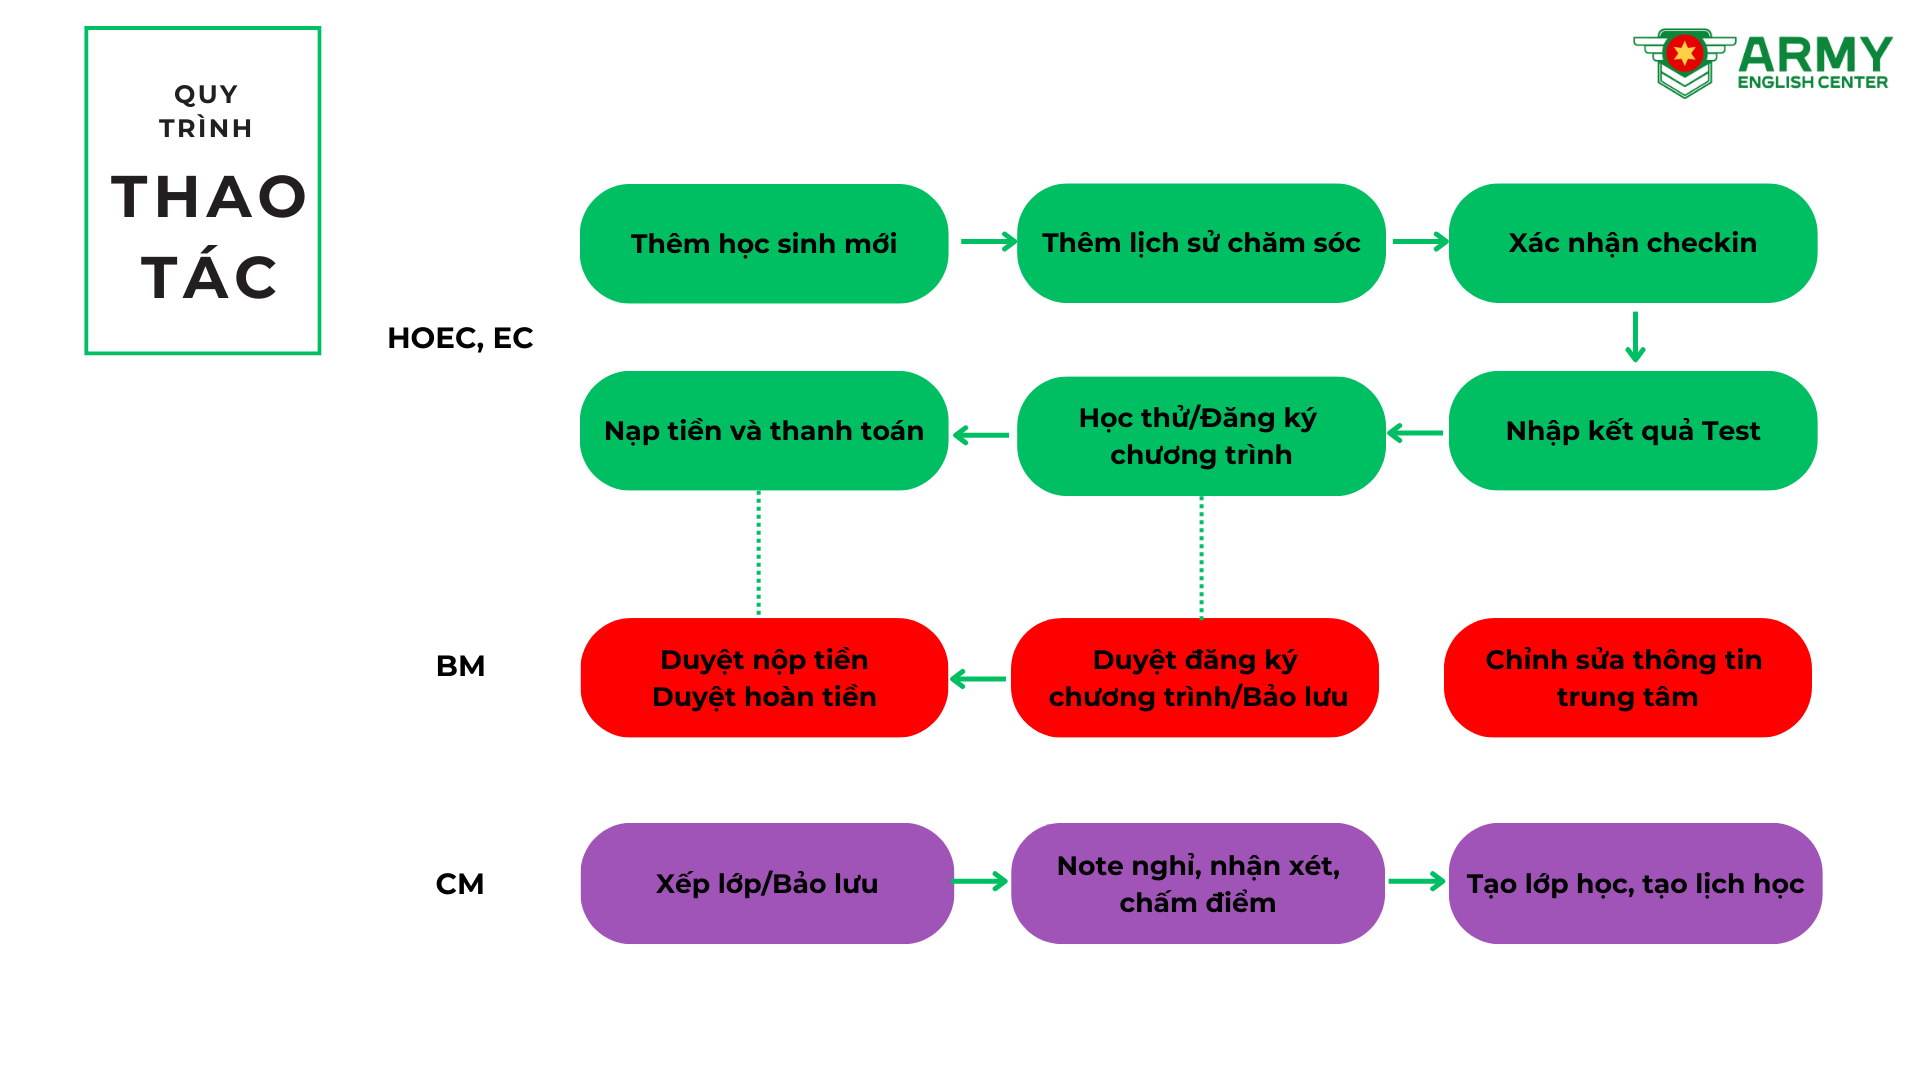 QUY
TRÌNH
THAO
TÁC
ARMY
ENGLISH CENTER
HOEC, EC
Thêm học sinh mới
Thêm lịch sử chăm sóc
Xác nhận checkin
Nạp tiền và thanh toán
Học thử/Đăng ký
chương trình
Nhập kết quả Test
BM
Duyệt nộp tiền
Duyệt hoàn tiền
Duyệt đăng ký
chương trình/Bảo lưu
Chỉnh sửa thông tin
trung tâm
CM
Xếp lớp/Bảo lưu
Note nghỉ, nhận xét,
chấm điểm
Tạo lớp học, tạo lịch học